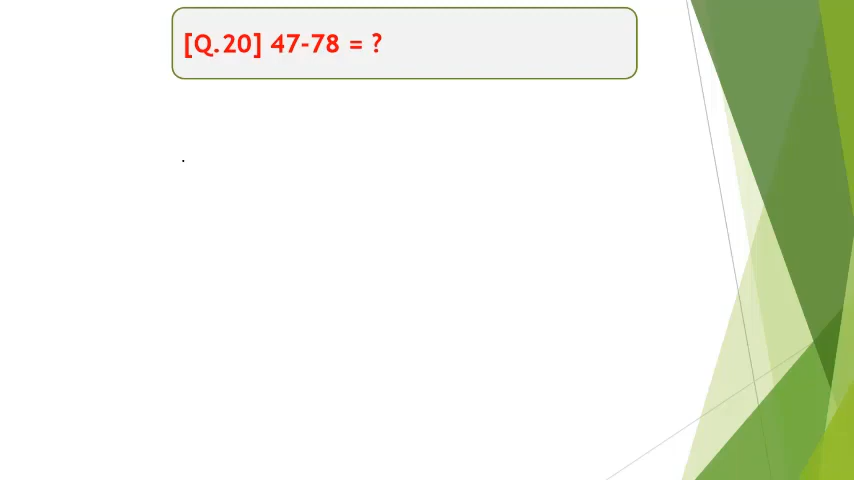 [Q.20] 47-78 = ?
.